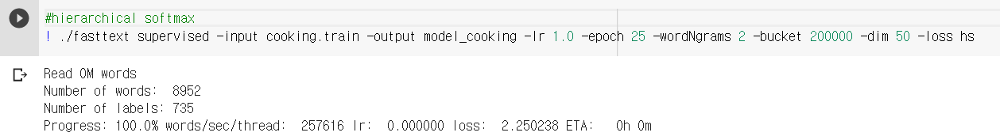 #hierarchical softmax
! ./fasttext supervised -input cooking.train -output model_cooking -lr 1.0 -epoch 25 -wordNgrams 2 -bucket 200000 -dim 50 -loss hs
Read 0M words
Number of words:  8952
Number of labels: 735
Progress: 100.0% words/sec/thread:  257616 lr:  0.000000 loss:  2.250238 ETA:   0h 0m